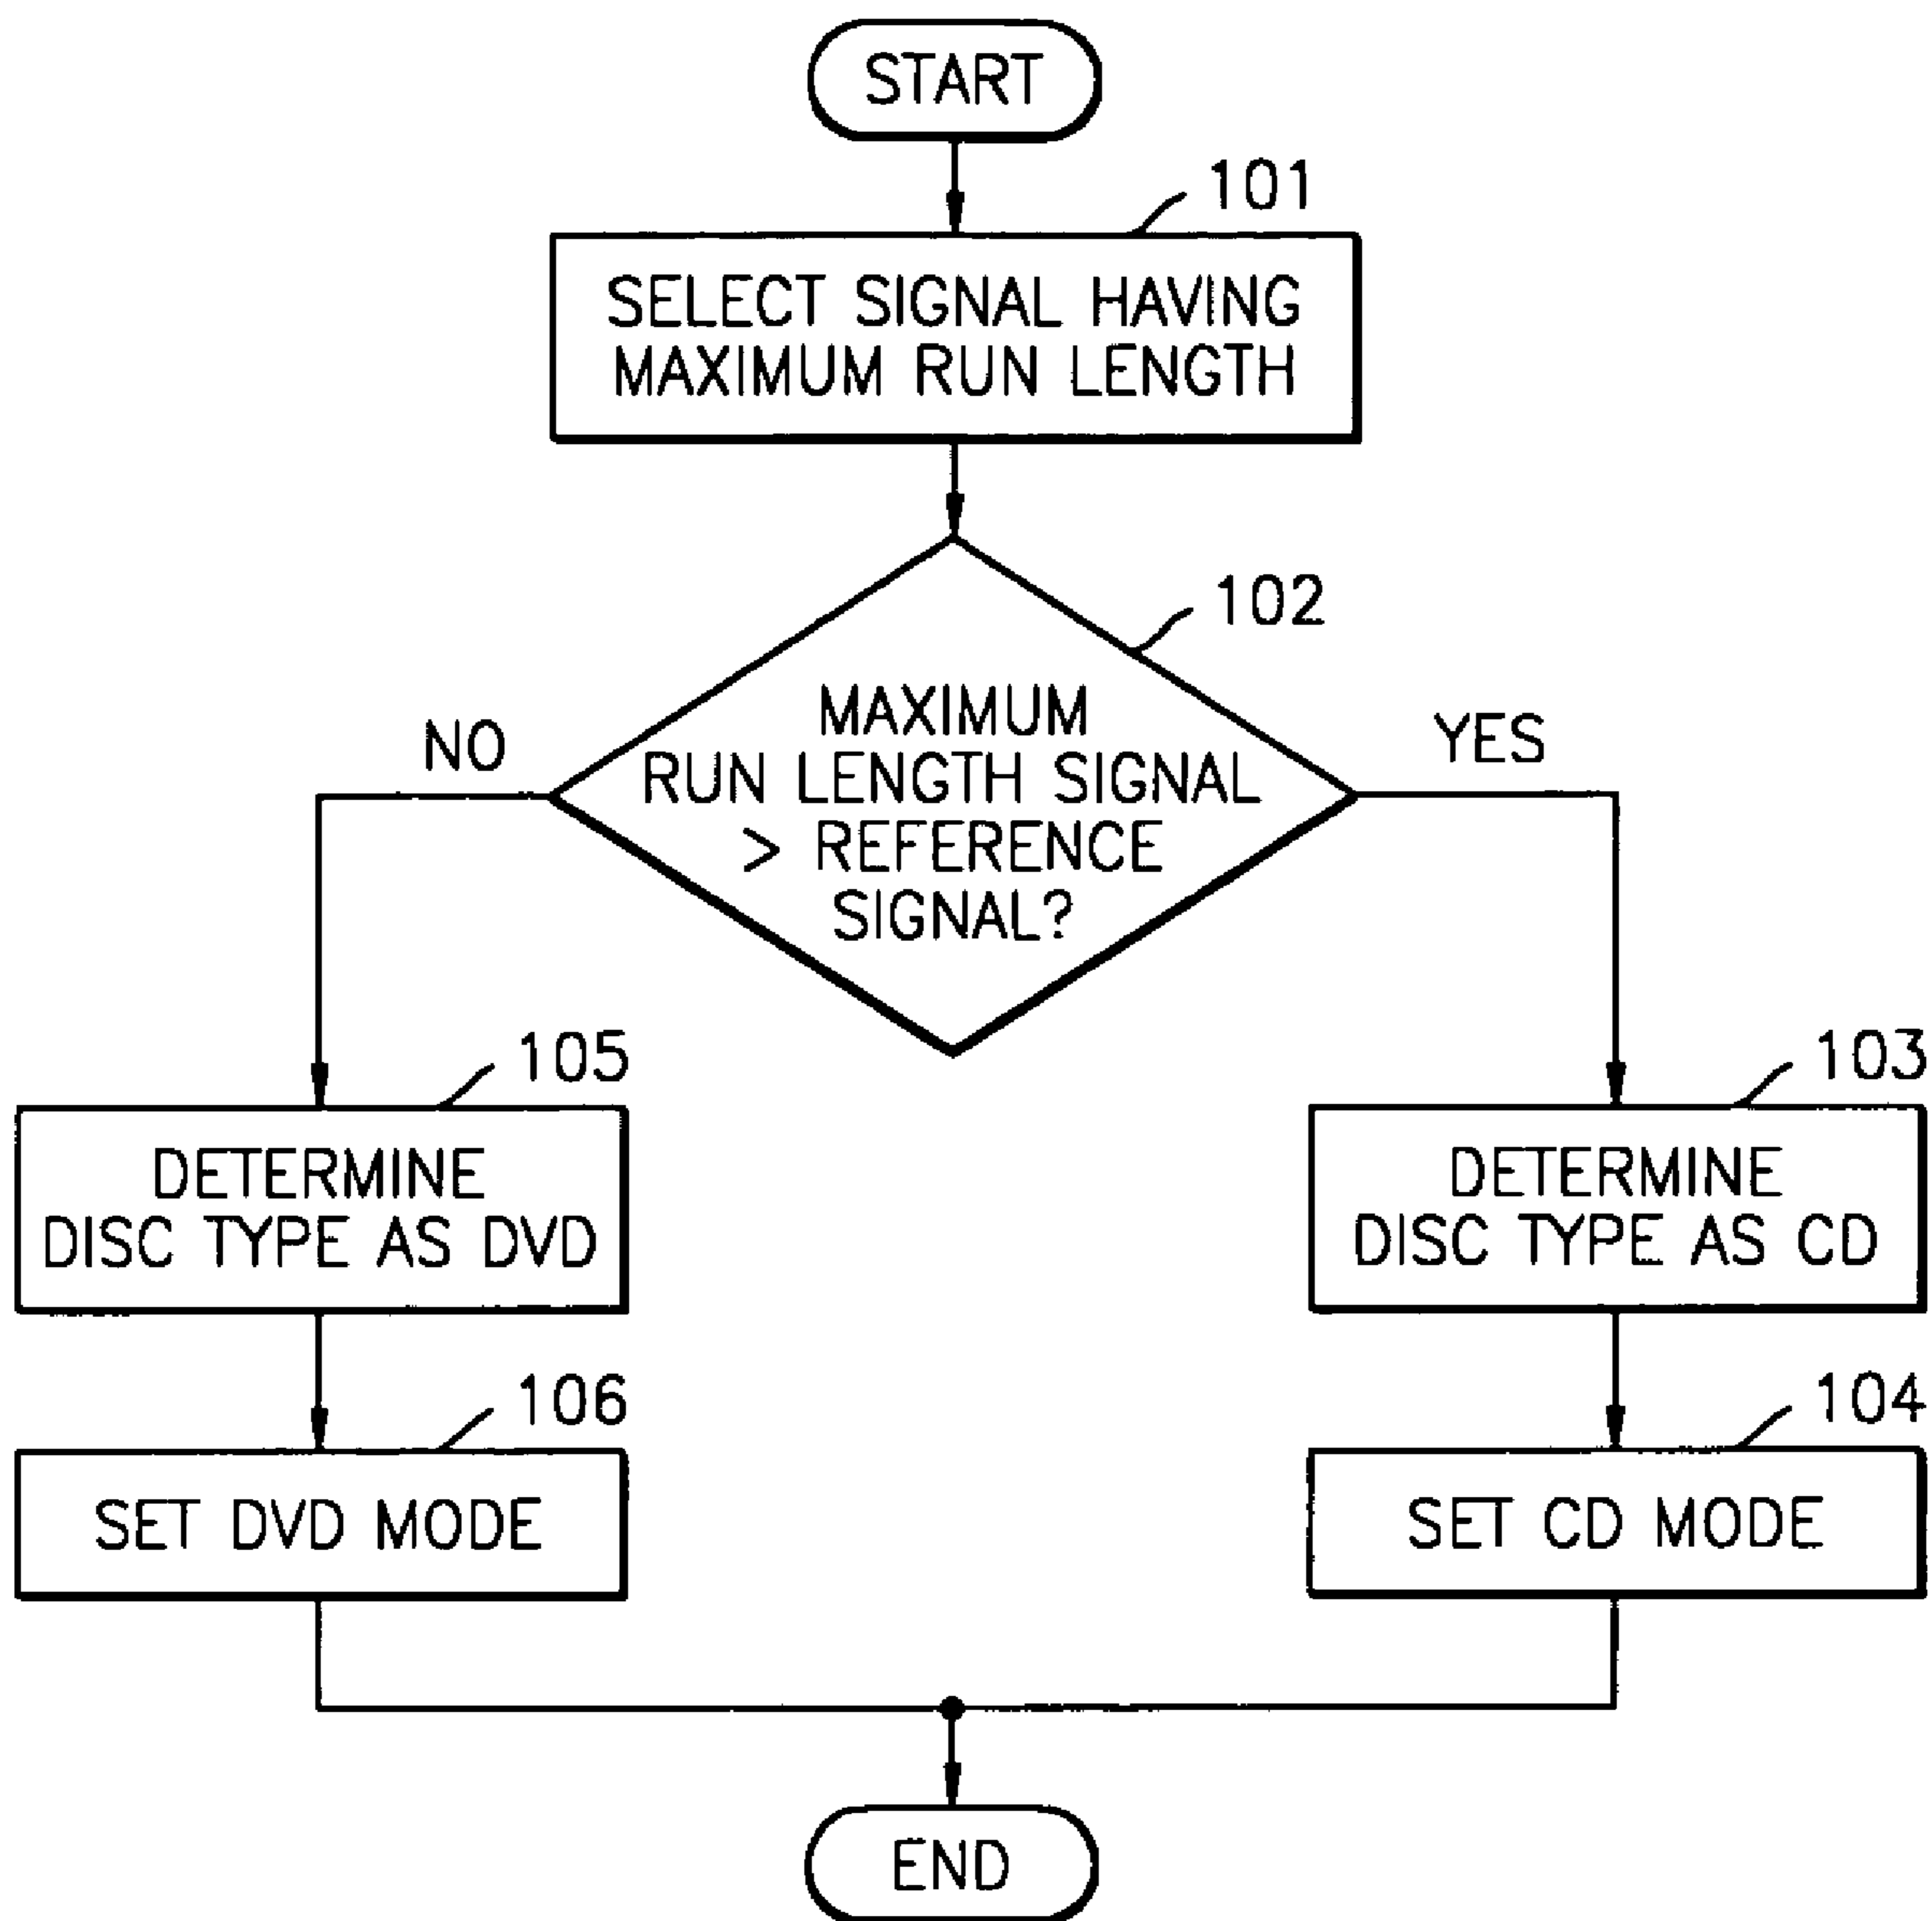 START
101
SELECT SIGNAL HAVING
MAXIMUM RUN LENGTH
102
MAXIMUM
RUN LENGTH SIGNAL
> REFERENCE
SIGNAL?
NO
YES
105
DETERMINE
DISC TYPE AS DVD
103
DETERMINE
DISC TYPE AS CD
106
SET DVD MODE
104
SET CD MODE
END